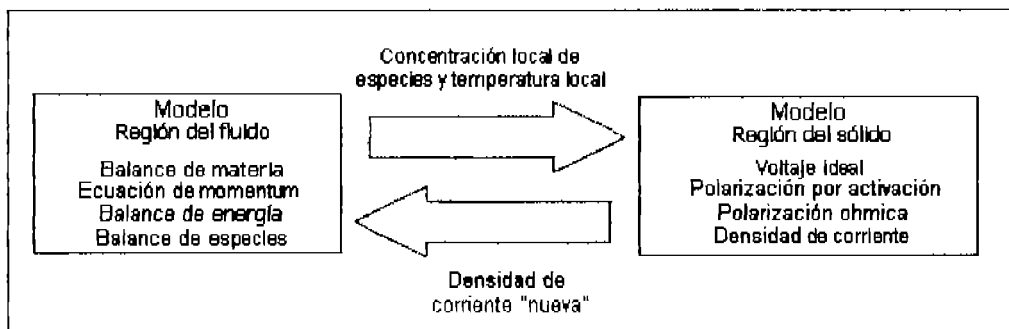 Concentración local de
especies y temperatura local
Modelo
Región del fluido
Balance de materia
Ecuación de momentum
Balance de energía
Balance de especies
Modelo
Región del sólido
Voltaje ideal
Polarización por activación
Polarización ohmica
Densidad de corriente
Densidad de
corriente "nueva"